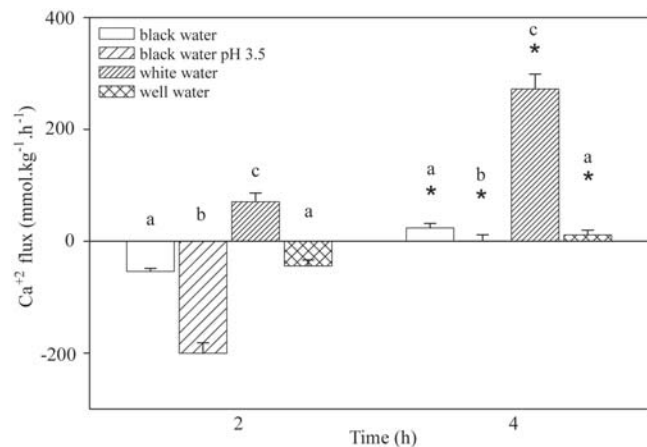 400
200
0
-200
Ca+2 flux (mmol.kg-1.h-1)
black water
black water pH 3.5
white water
well water
a
b
c
a
a
*
b
*
c
*
a
*
2
4
Time (h)